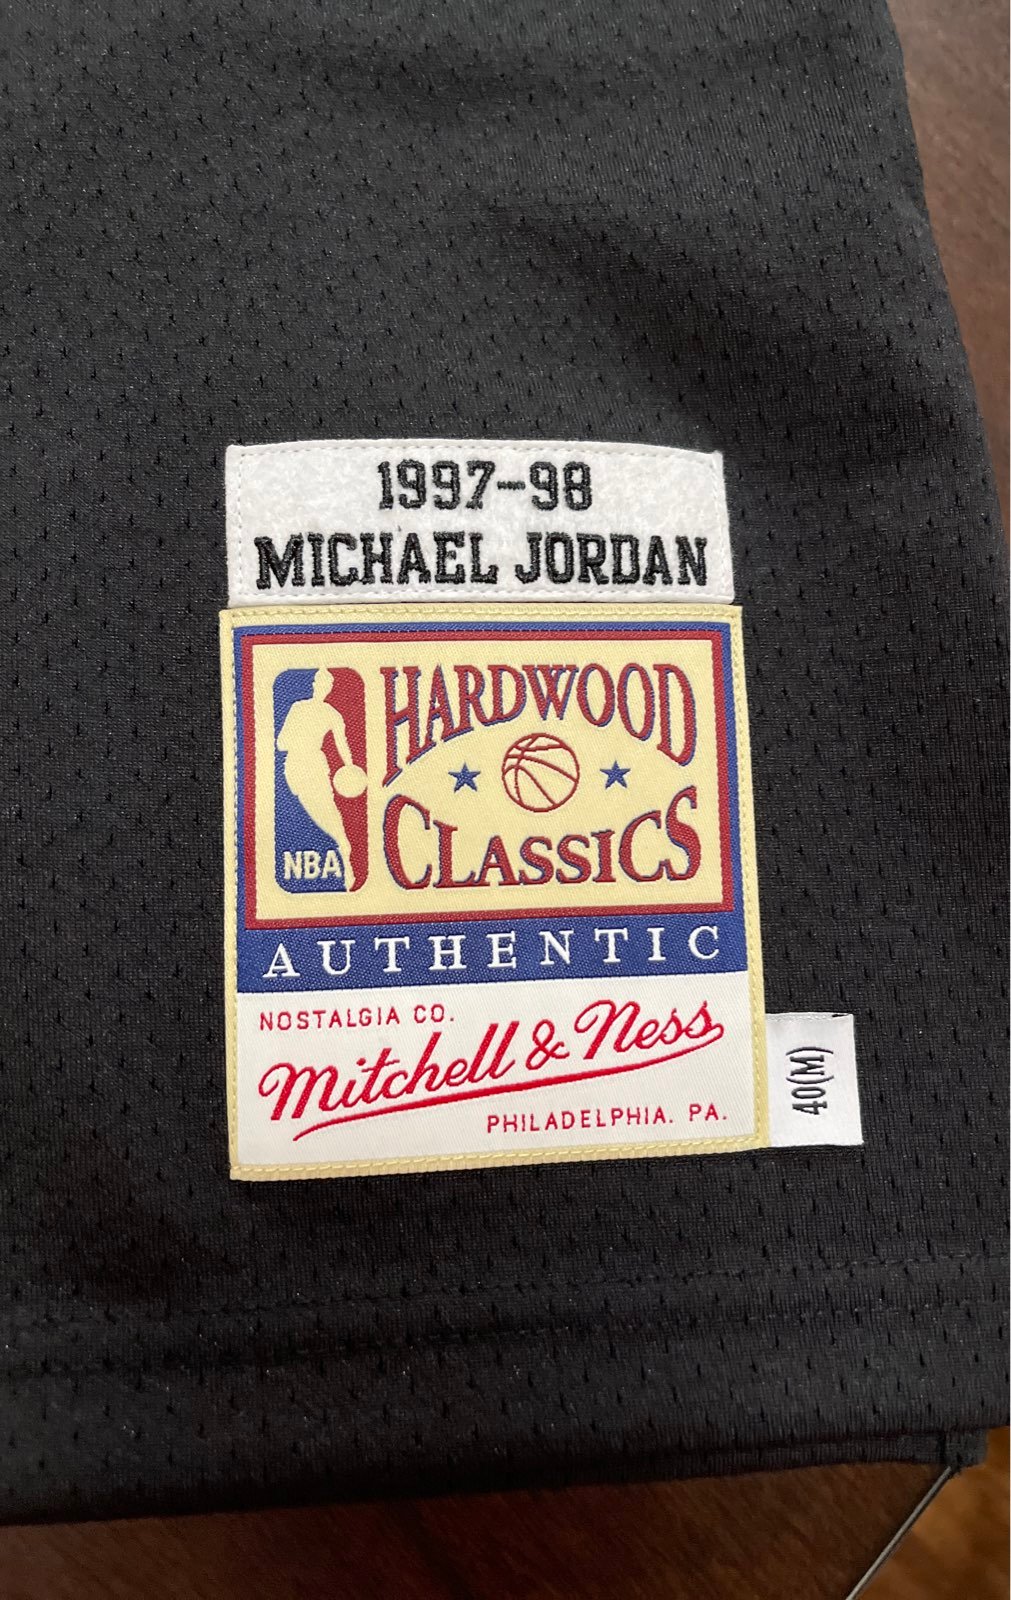 1997-98
MICHAEL JORDAN
HARDWOOD
CLASSICS
NBA
AUTHENTIC
NOSTALGIA CO.
Mitchell & Ness
PHILADELPHIA. PA.
40(M)